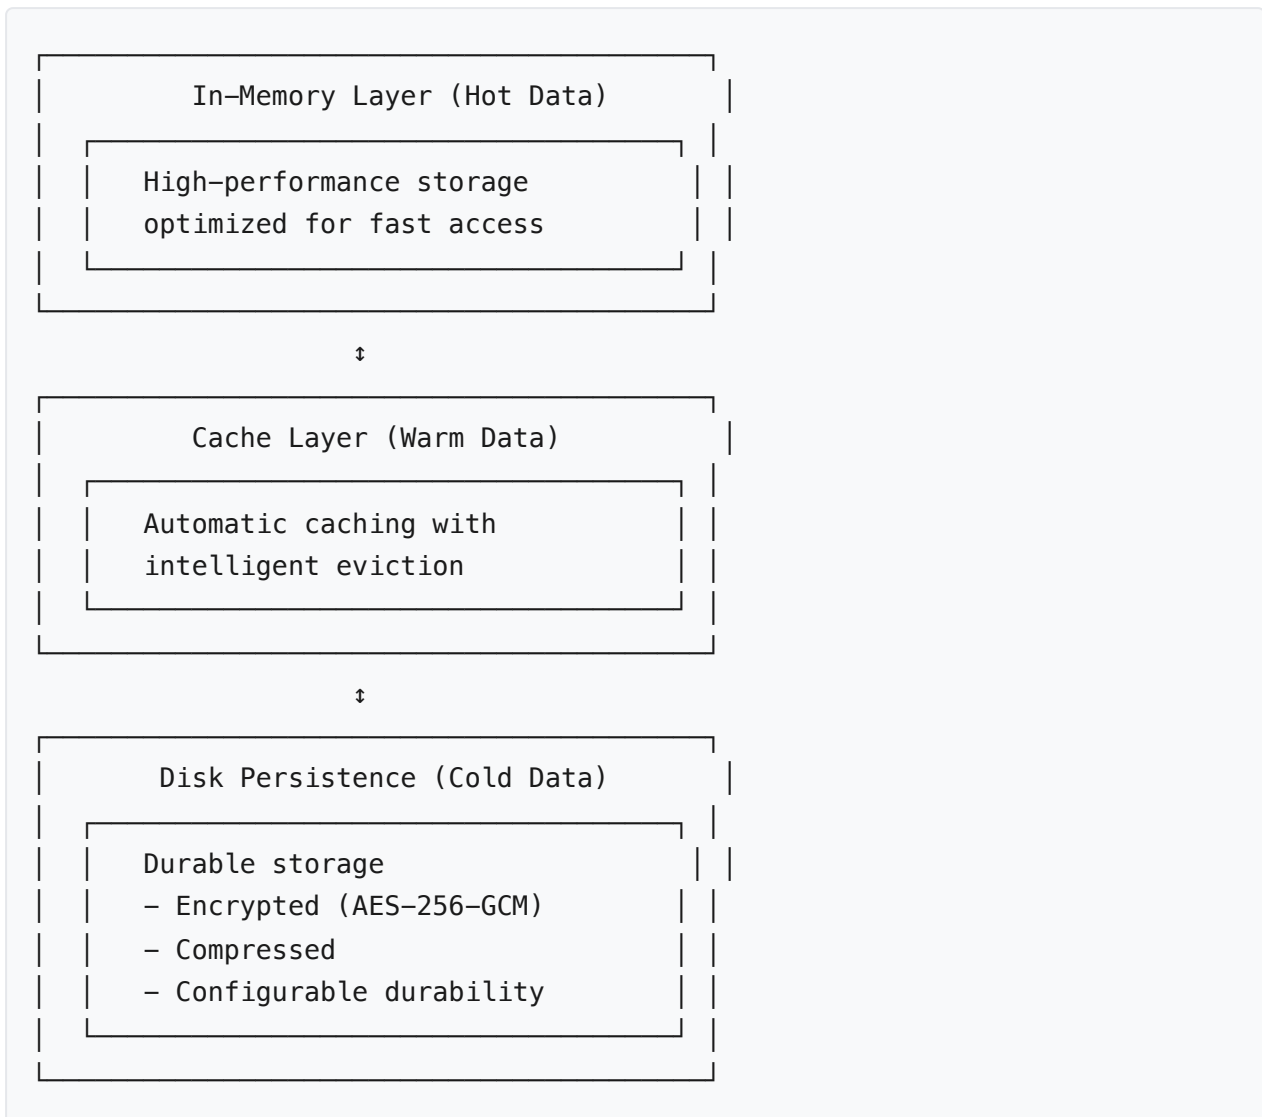 In-Memory Layer (Hot Data)
High-performance storage
optimized for fast access
↕
Cache Layer (Warm Data)
Automatic caching with
intelligent eviction
↕
Disk Persistence (Cold Data)
Durable storage
- Encrypted (AES-256-GCM)
- Compressed
- Configurable durability